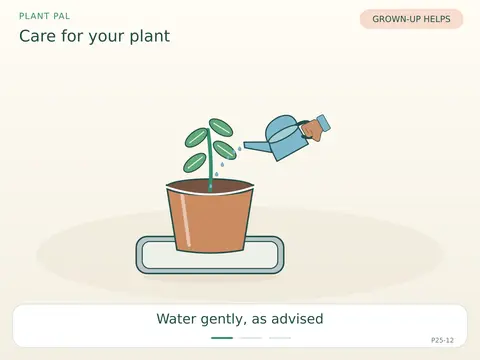 PLANT PAL
GROWN-UP HELPS
Care for your plant
Water gently, as advised
P25-12